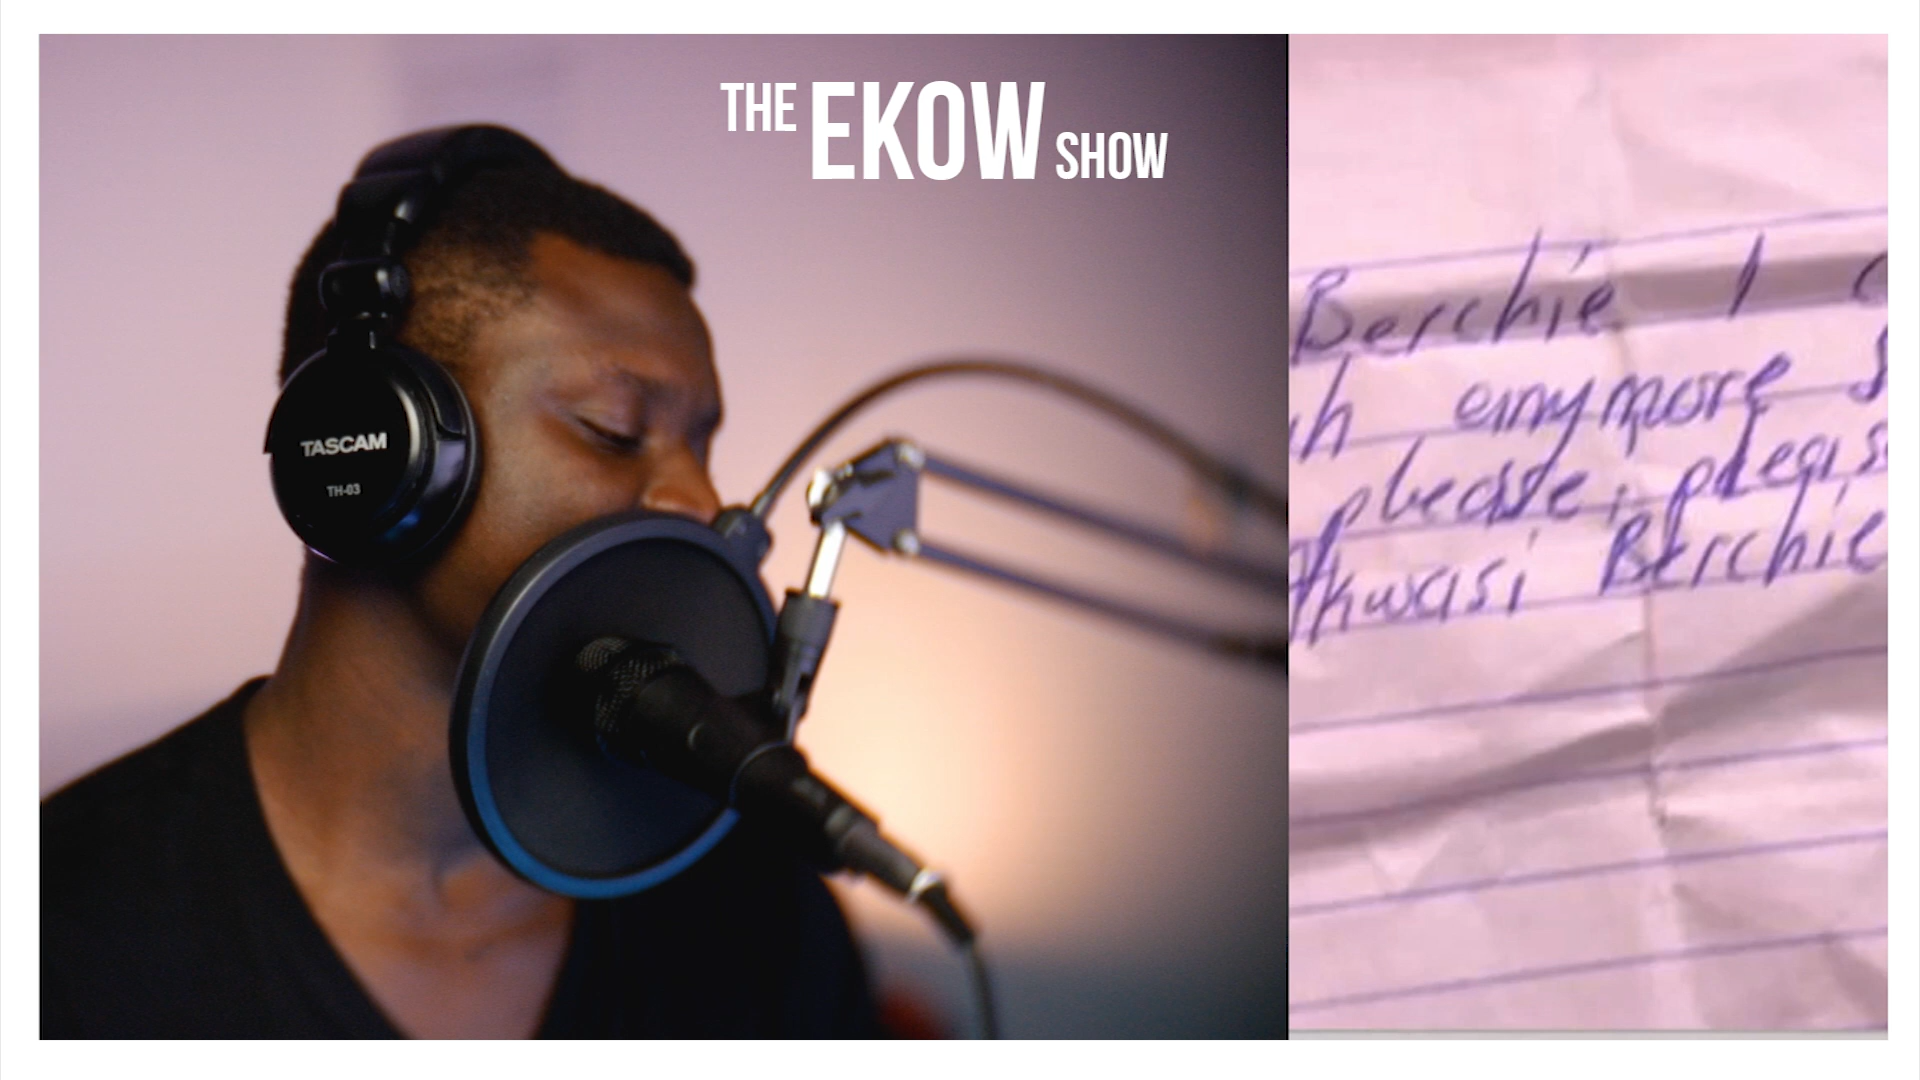 THE EKOW SHOW
TASCAM
TH-03
Berchie I
anymore
please, pleas
Akwasi Berchie